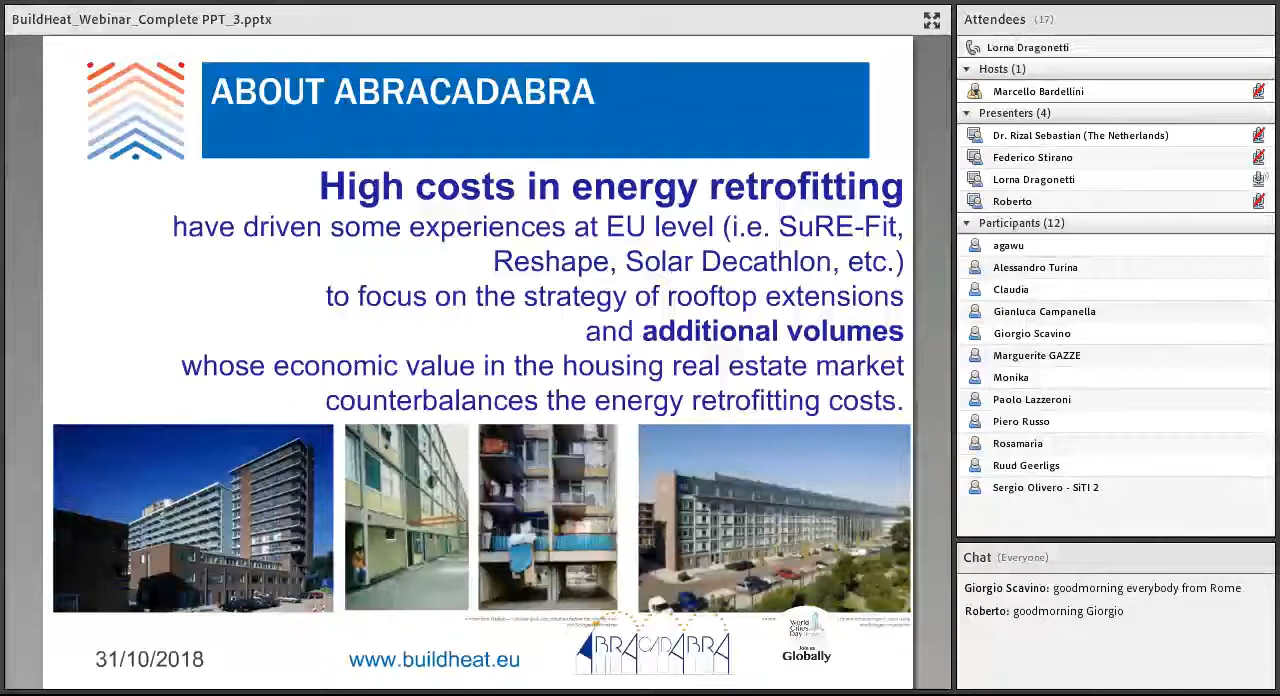 BuildHeat_Webinar_Complete PPT_3.pptx
ABOUT ABRACADABRA
High costs in energy retrofitting
have driven some experiences at EU level (i.e. SuRE-Fit,
Reshape, Solar Decathlon, etc.)
to focus on the strategy of rooftop extensions
and additional volumes
whose economic value in the housing real estate market
counterbalances the energy retrofitting costs.
31/10/2018
www.buildheat.eu
ABRACADABRA
World
Cities
Day
Join us
Globally
Attendees (17)
Lorna Dragonetti
Hosts (1)
Marcello Bardellini
Presenters (4)
Dr. Rizal Sebastian (The Netherlands)
Federico Stirano
Lorna Dragonetti
Roberto
Participants (12)
agawu
Alessandro Turina
Claudia
Gianluca Campanella
Giorgio Scavino
Marguerite GAZZE
Monika
Paolo Lazzeroni
Piero Russo
Rosamaria
Ruud Geerligs
Sergio Olivero - SiTI 2
Chat (Everyone)
Giorgio Scavino: goodmorning everybody from Rome
Roberto: goodmorning Giorgio